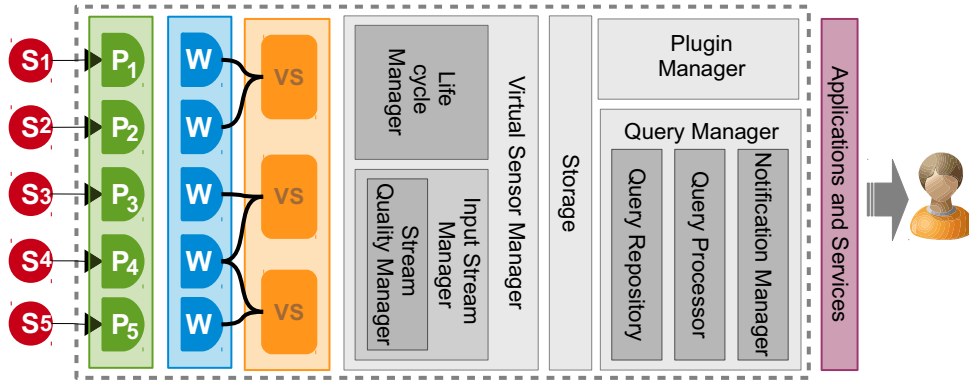 S1
S2
S3
S4
S5
P1
P2
P3
P4
P5
W
W
W
W
W
VS
VS
VS
Life
cycle
Manager
Input Stream
Manager
Stream
Quality Manager
Virtual Sensor Manager
Storage
Plugin
Manager
Query Manager
Query Repository
Query Processor
Notification Manager
Applications and Services